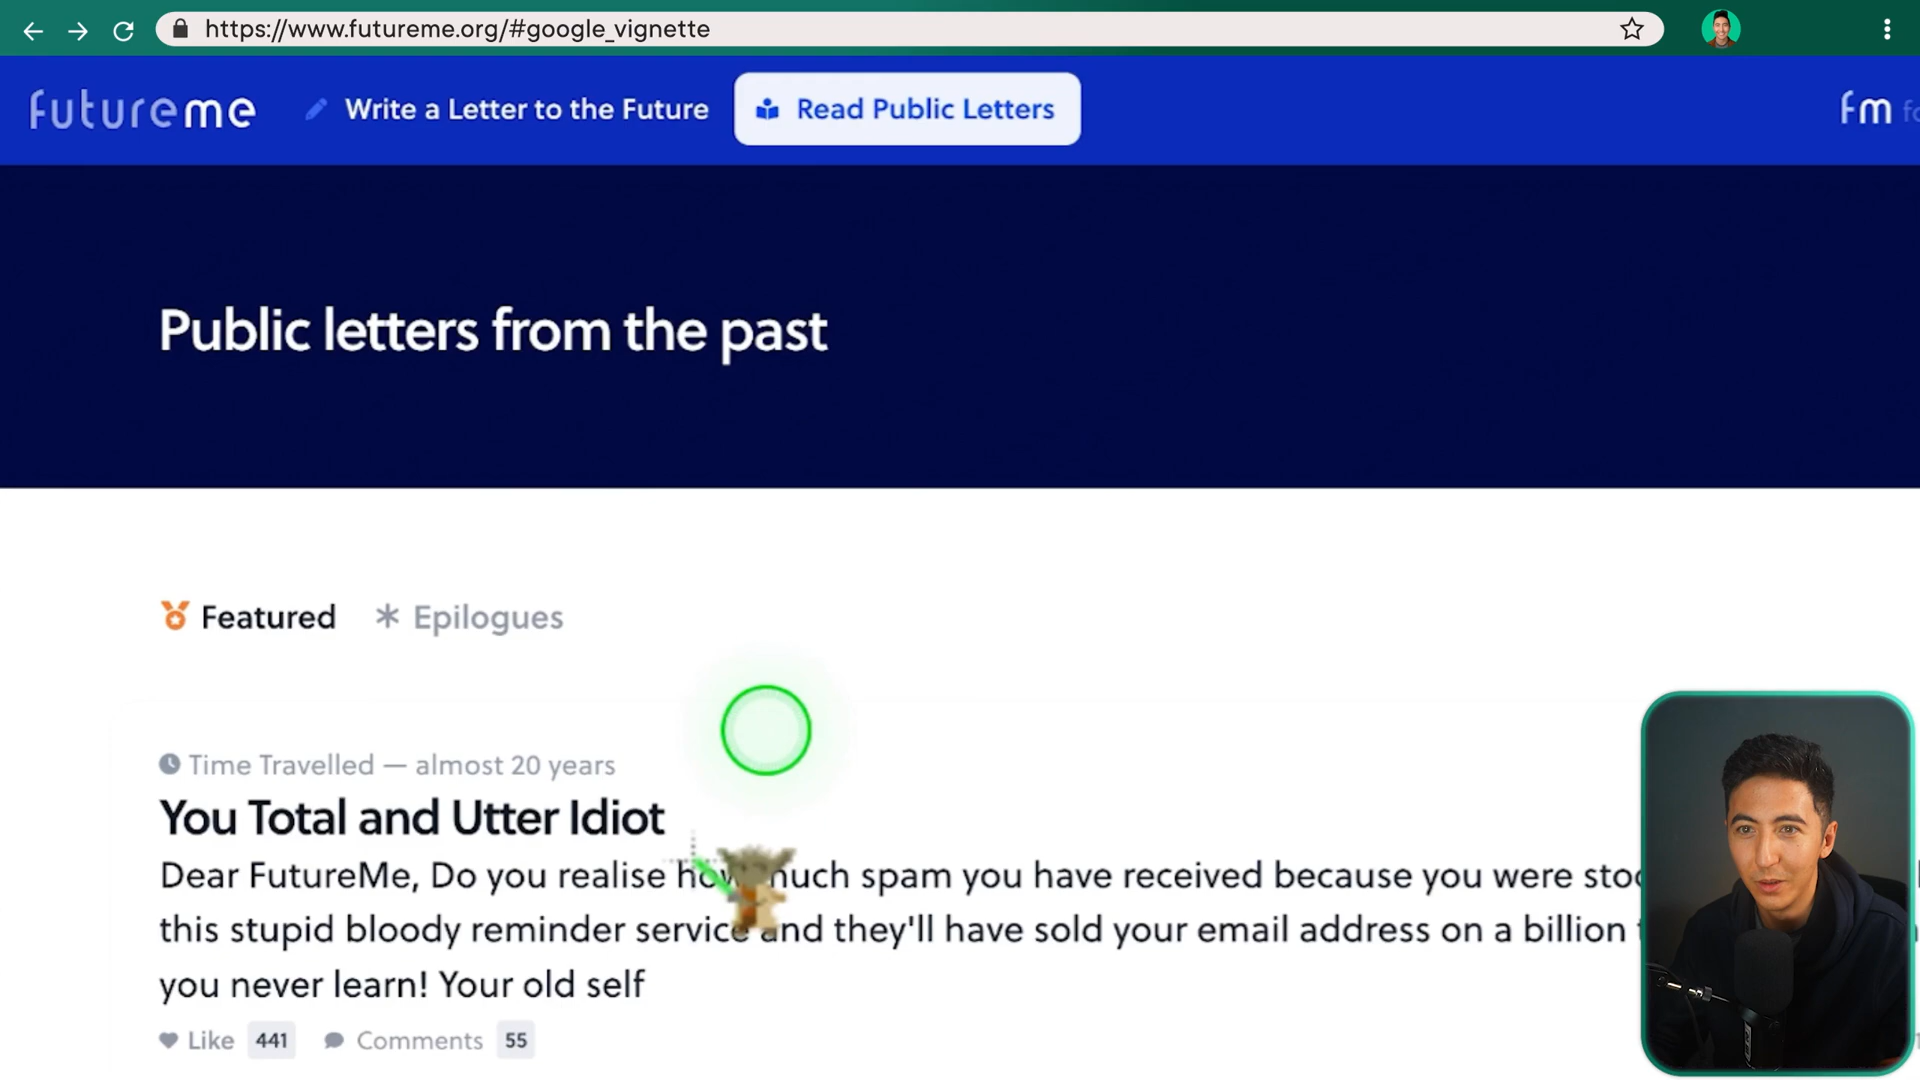 https://www.futureme.org/#google_vignette
futureme Write a Letter to the Future Read Public Letters fm
Public letters from the past
Featured Epilogues
Time Travelled — almost 20 years
You Total and Utter Idiot
Dear FutureMe, Do you realise how much spam you have received because you were
this stupid bloody reminder service and they'll have sold your email address on a billion
you never learn! Your old self
Like 441 Comments 55